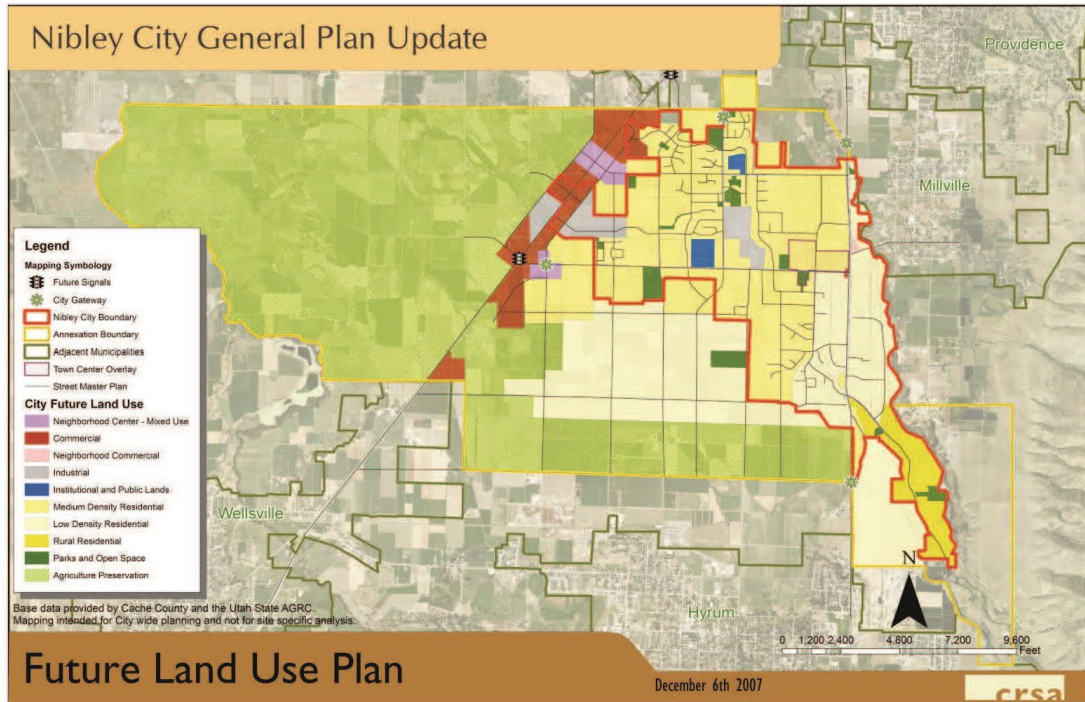 Nibley City General Plan Update
Providence
Millville
Legend
Mapping Symbology
Future Signals
City Gateway
Nibley City Boundary
Annexation Boundary
Adjacent Municipalities
Town Center Overlay
Street Master Plan
City Future Land Use
Neighborhood Center - Mixed Use
Commercial
Neighborhood Commercial
Industrial
Institutional and Public Lands
Medium Density Residential
Low Density Residential
Rural Residential
Parks and Open Space
Agriculture Preservation
Wellsville
Hyrum
N
Base data provided by Cache County and the Utah State AGRC.
Mapping intended for City wide planning and not for site specific analysis.
0 1,200 2,400 4,800 7,200 9,600
Feet
Future Land Use Plan
December 6th 2007
crsa